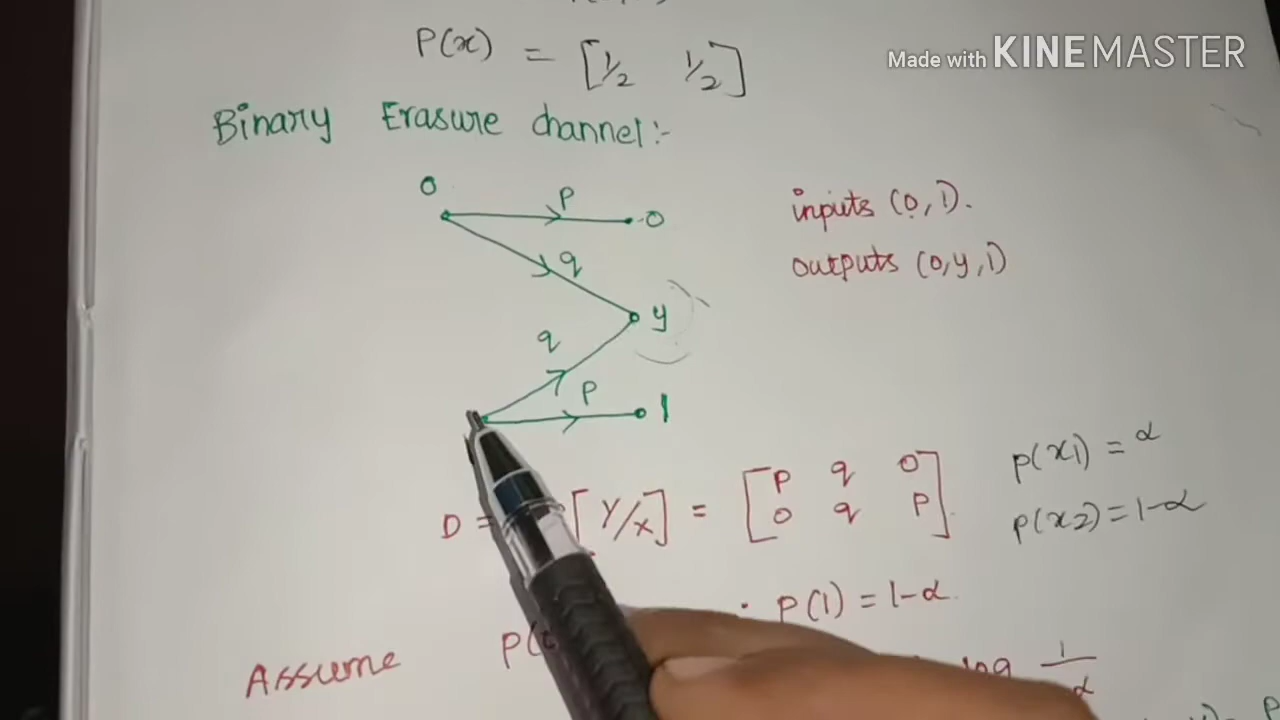 P(x) = [1/2 1/2]
Made with KINEMASTER
Binary Erasure channel:-
0 P 0
q
y
q
P 1
inputs (0,1).
outputs (0,y,1)
D = [Y/X] = [P q 0
0 q P]
p(x1) = α
p(x2) = 1-α
P(1) = 1-α
Assume
1
α